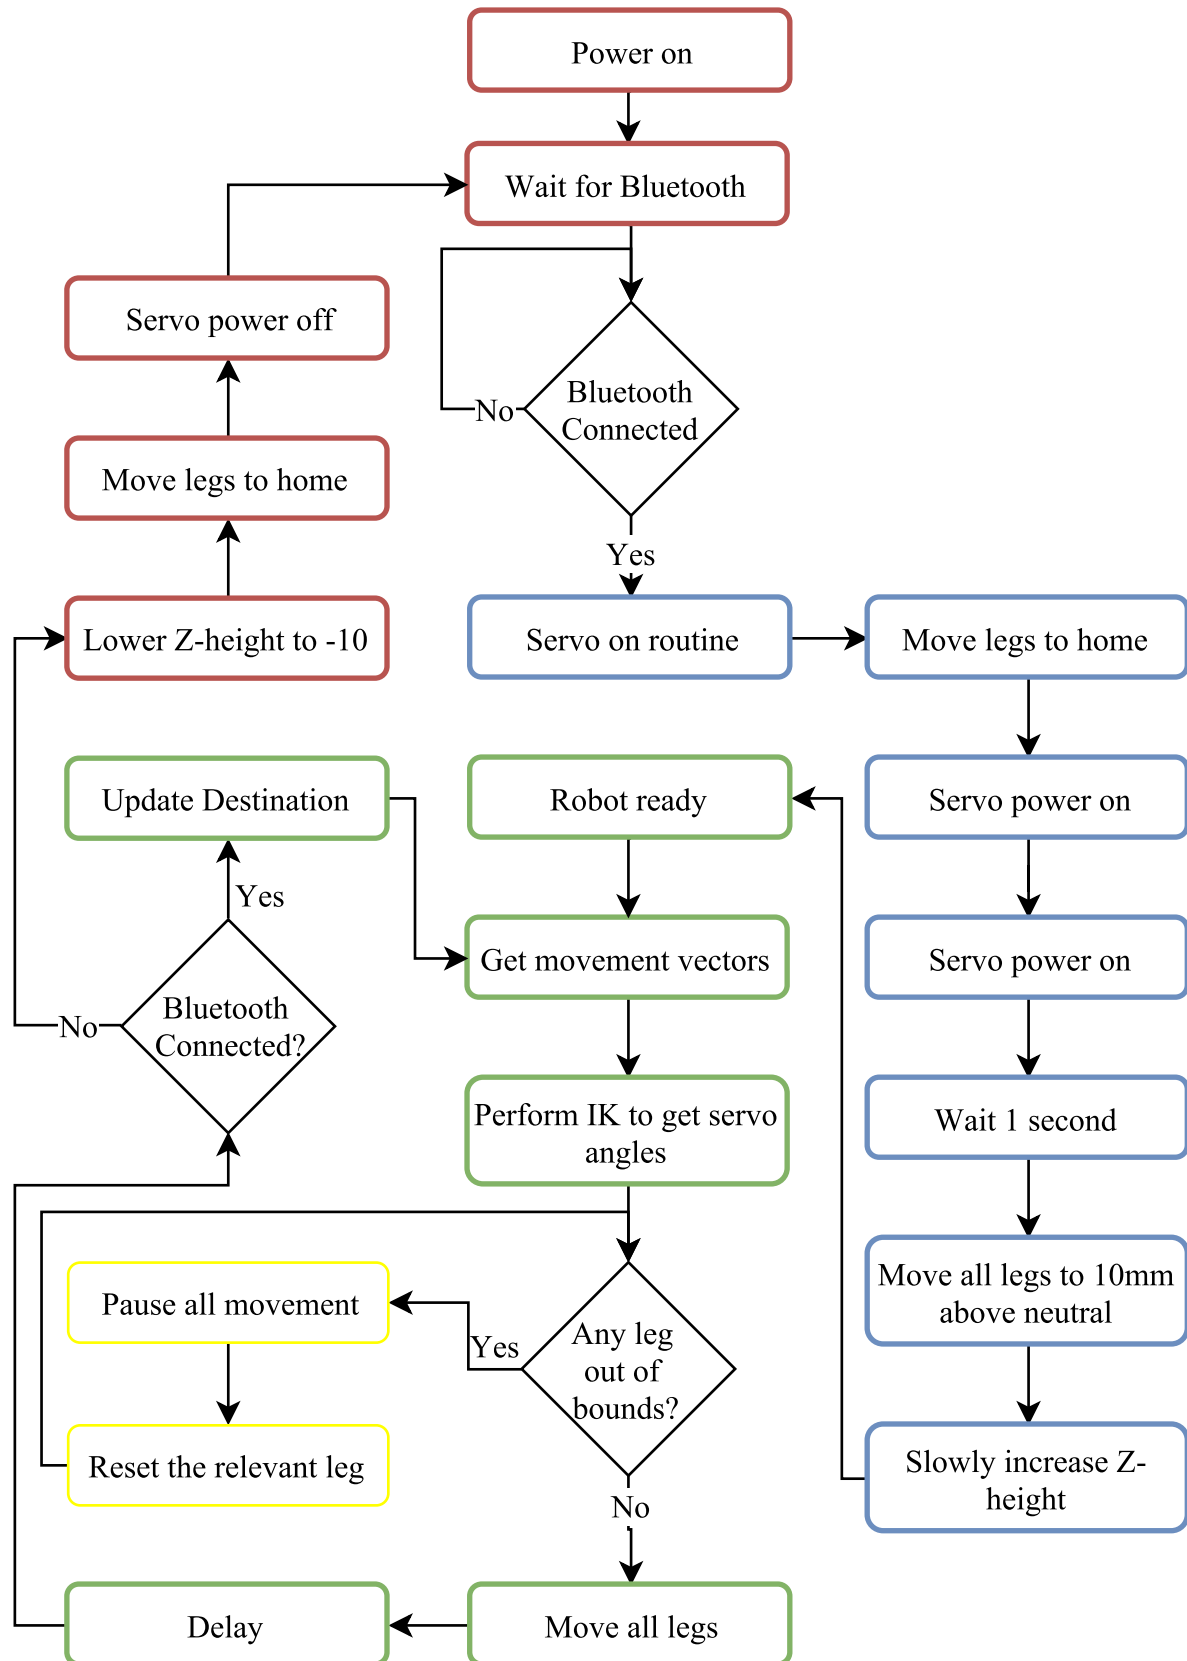 Power on
Wait for Bluetooth
Servo power off
Bluetooth
Connected
No
Move legs to home
Yes
Lower Z-height to -10
Servo on routine
Move legs to home
Update Destination
Robot ready
Servo power on
Yes
Get movement vectors
Servo power on
Bluetooth
Connected?
No
Perform IK to get servo
angles
Wait 1 second
Pause all movement
Yes
Any leg
out of
bounds?
Move all legs to 10mm
above neutral
Reset the relevant leg
Slowly increase Z-
height
No
Delay
Move all legs